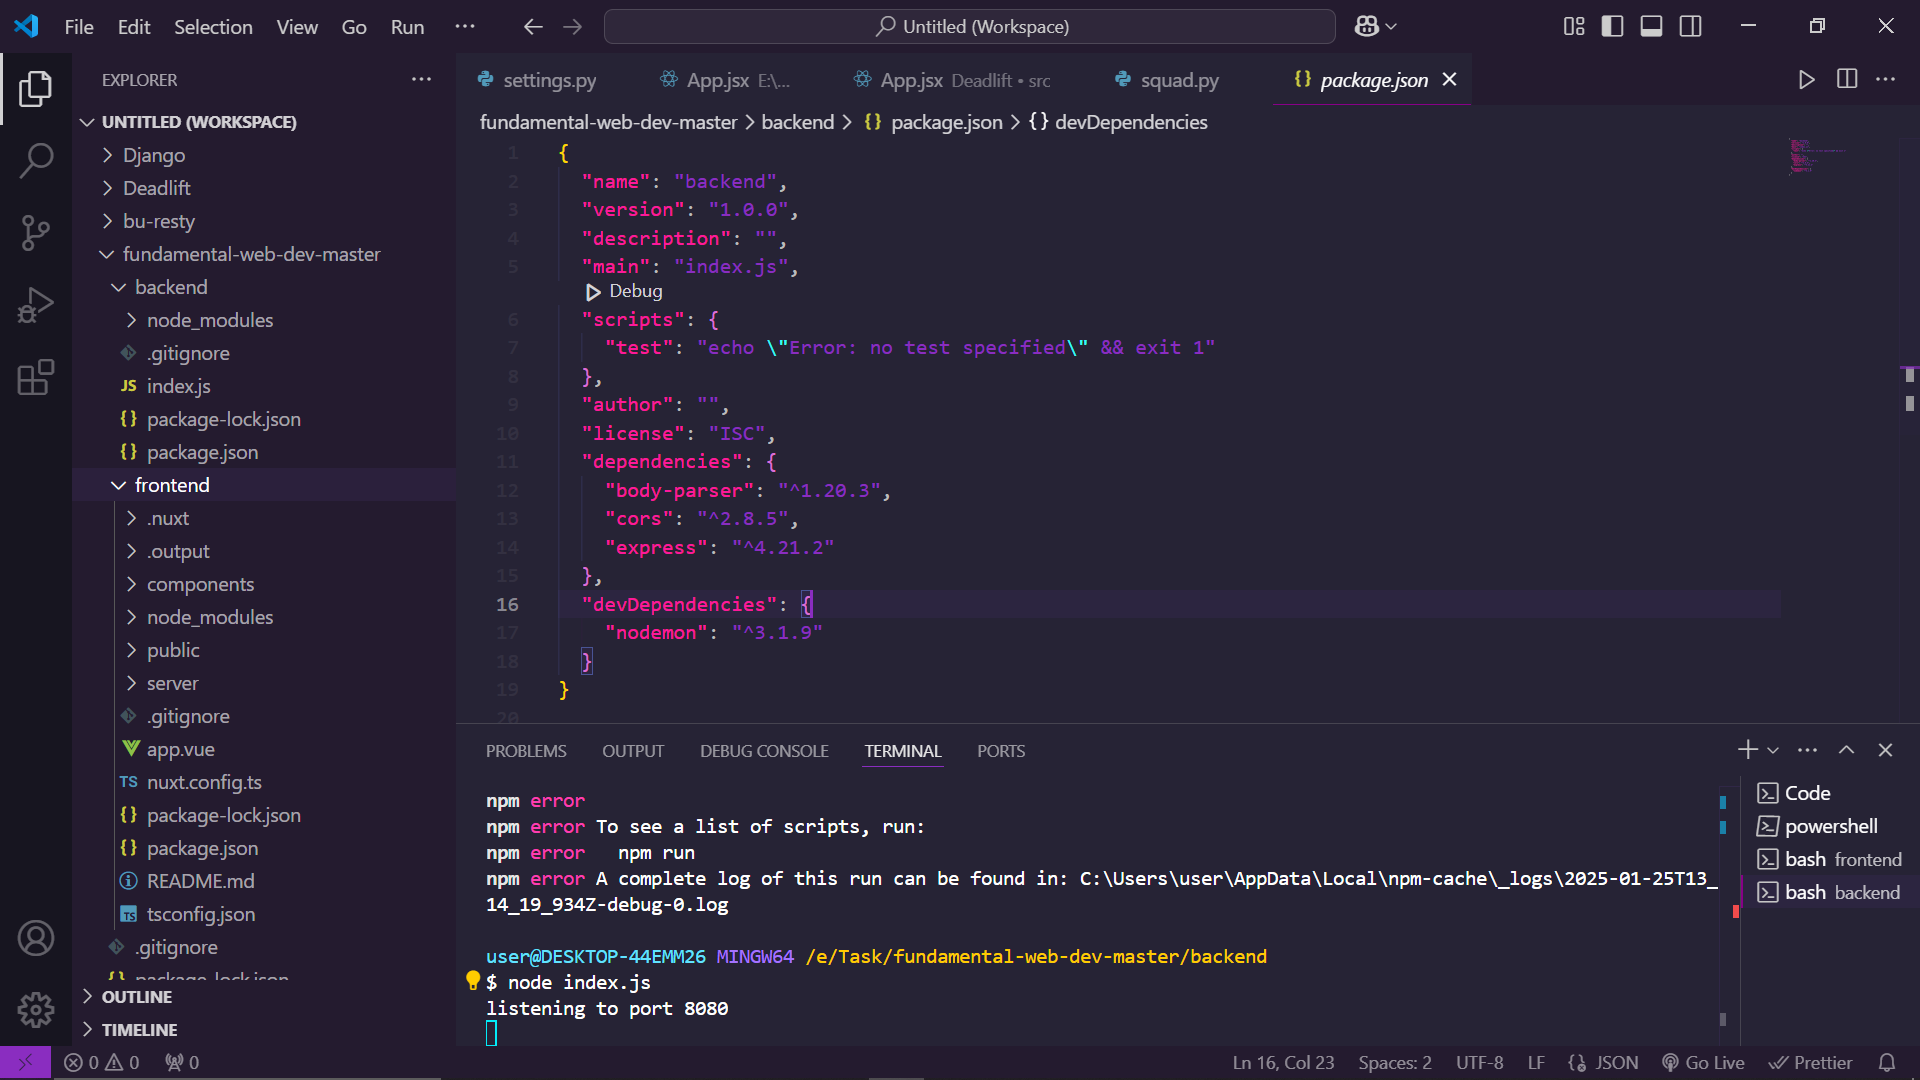 File Edit Selection View Go Run ···
Untitled (Workspace)
EXPLORER
UNTITLED (WORKSPACE)
Django
Deadlift
bu-resty
fundamental-web-dev-master
backend
node_modules
.gitignore
JS index.js
{} package-lock.json
{} package.json
frontend
.nuxt
.output
components
node_modules
public
server
.gitignore
app.vue
TS nuxt.config.ts
{} package-lock.json
{} package.json
README.md
TS tsconfig.json
.gitignore
{} package-lock.json
OUTLINE
TIMELINE
settings.py
App.jsx E:\...
App.jsx Deadlift • src
squad.py
{} package.json
fundamental-web-dev-master > backend > {} package.json > {} devDependencies
1 {
2 "name": "backend",
3 "version": "1.0.0",
4 "description": "",
5 "main": "index.js",
Debug
6 "scripts": {
7 "test": "echo \"Error: no test specified\" && exit 1"
8 },
9 "author": "",
10 "license": "ISC",
11 "dependencies": {
12 "body-parser": "^1.20.3",
13 "cors": "^2.8.5",
14 "express": "^4.21.2"
15 },
16 "devDependencies": {
17 "nodemon": "^3.1.9"
18 }
19 }
20
PROBLEMS OUTPUT DEBUG CONSOLE TERMINAL PORTS
npm error
npm error To see a list of scripts, run:
npm error   npm run
npm error A complete log of this run can be found in: C:\Users\user\AppData\Local\npm-cache\_logs\2025-01-25T13_
14_19_934Z-debug-0.log
user@DESKTOP-44EMM26 MINGW64 /e/Task/fundamental-web-dev-master/backend
$ node index.js
listening to port 8080
Code
powershell
bash frontend
bash backend
0 0 0
Ln 16, Col 23 Spaces: 2 UTF-8 LF {} JSON Go Live Prettier